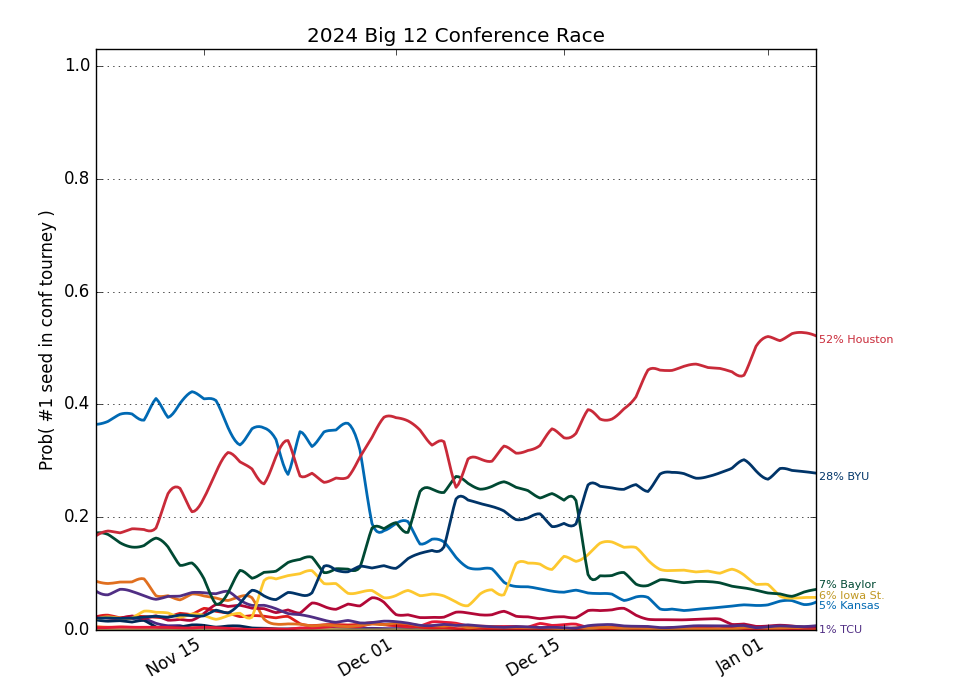 2024 Big 12 Conference Race
Prob( #1 seed in conf tourney )
1.0
0.8
0.6
0.4
0.2
0.0
52% Houston
28% BYU
7% Baylor
6% Iowa St.
5% Kansas
1% TCU
Nov 15
Dec 01
Dec 15
Jan 01